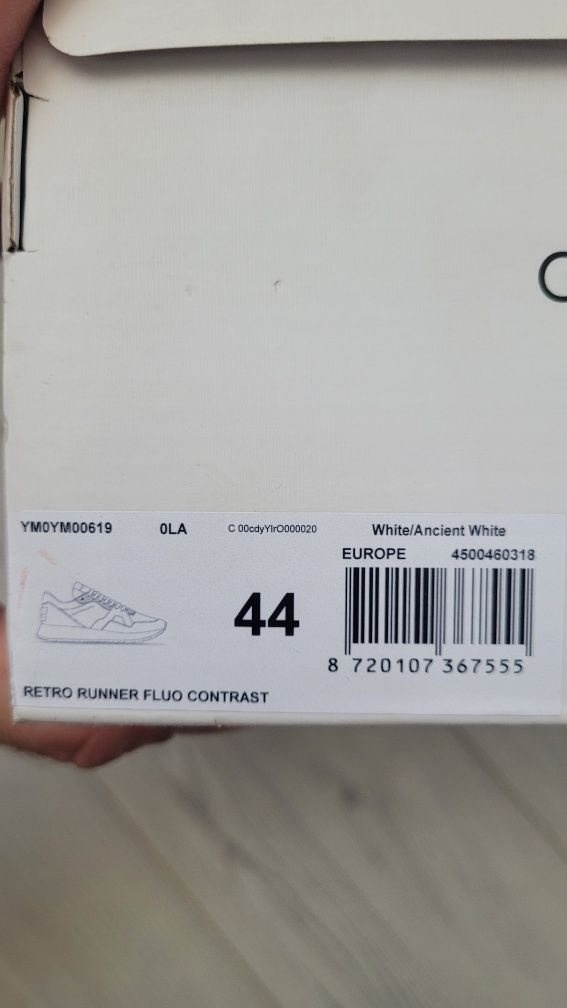 YM0YM00619 0LA C 00cdyYlrO000020 White/Ancient White
EUROPE 4500460318
44
8 720107 367555
RETRO RUNNER FLUO CONTRAST